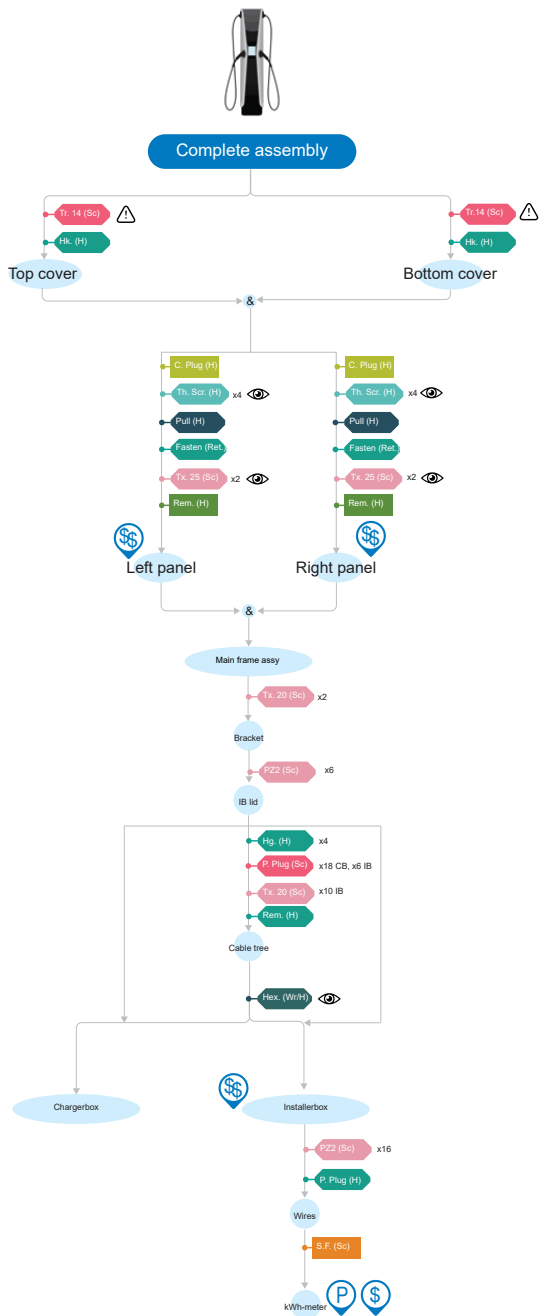 Complete assembly
Tr. 14 (Sc)
Tr.14 (Sc)
Hk. (H)
Hk. (H)
Top cover
Bottom cover
&
C. Plug (H)
C. Plug (H)
Th. Scr. (H) x4
Th. Scr. (H) x4
Pull (H)
Pull (H)
Fasten (Ret.)
Fasten (Ret.)
Tx. 25 (Sc) x2
Tx. 25 (Sc) x2
Rem. (H)
Rem. (H)
$$
$$
Left panel
Right panel
&
Main frame assy
Tx. 20 (Sc) x2
Bracket
PZ2 (Sc) x6
IB lid
Hg. (H) x4
P. Plug (Sc) x18 CB, x6 IB
Tx. 20 (Sc) x10 IB
Rem. (H)
Cable tree
Hex. (Wr/H)
$$
Chargerbox
Installerbox
PZ2 (Sc) x16
P. Plug (H)
Wires
S.F. (Sc)
kWh-meter P $